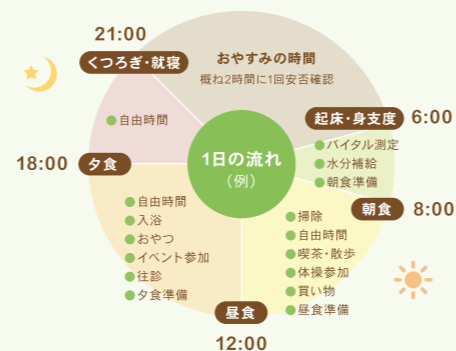 21:00
くつろぎ・就寝
おやすみの時間
概ね2時間に1回安否確認
起床・身支度
6:00
バイタル測定
水分補給
朝食準備
朝食
8:00
掃除
自由時間
喫茶・散歩
体操参加
買い物
昼食準備
昼食
12:00
自由時間
入浴
おやつ
イベント参加
往診
夕食準備
18:00
夕食
自由時間
1日の流れ
（例）